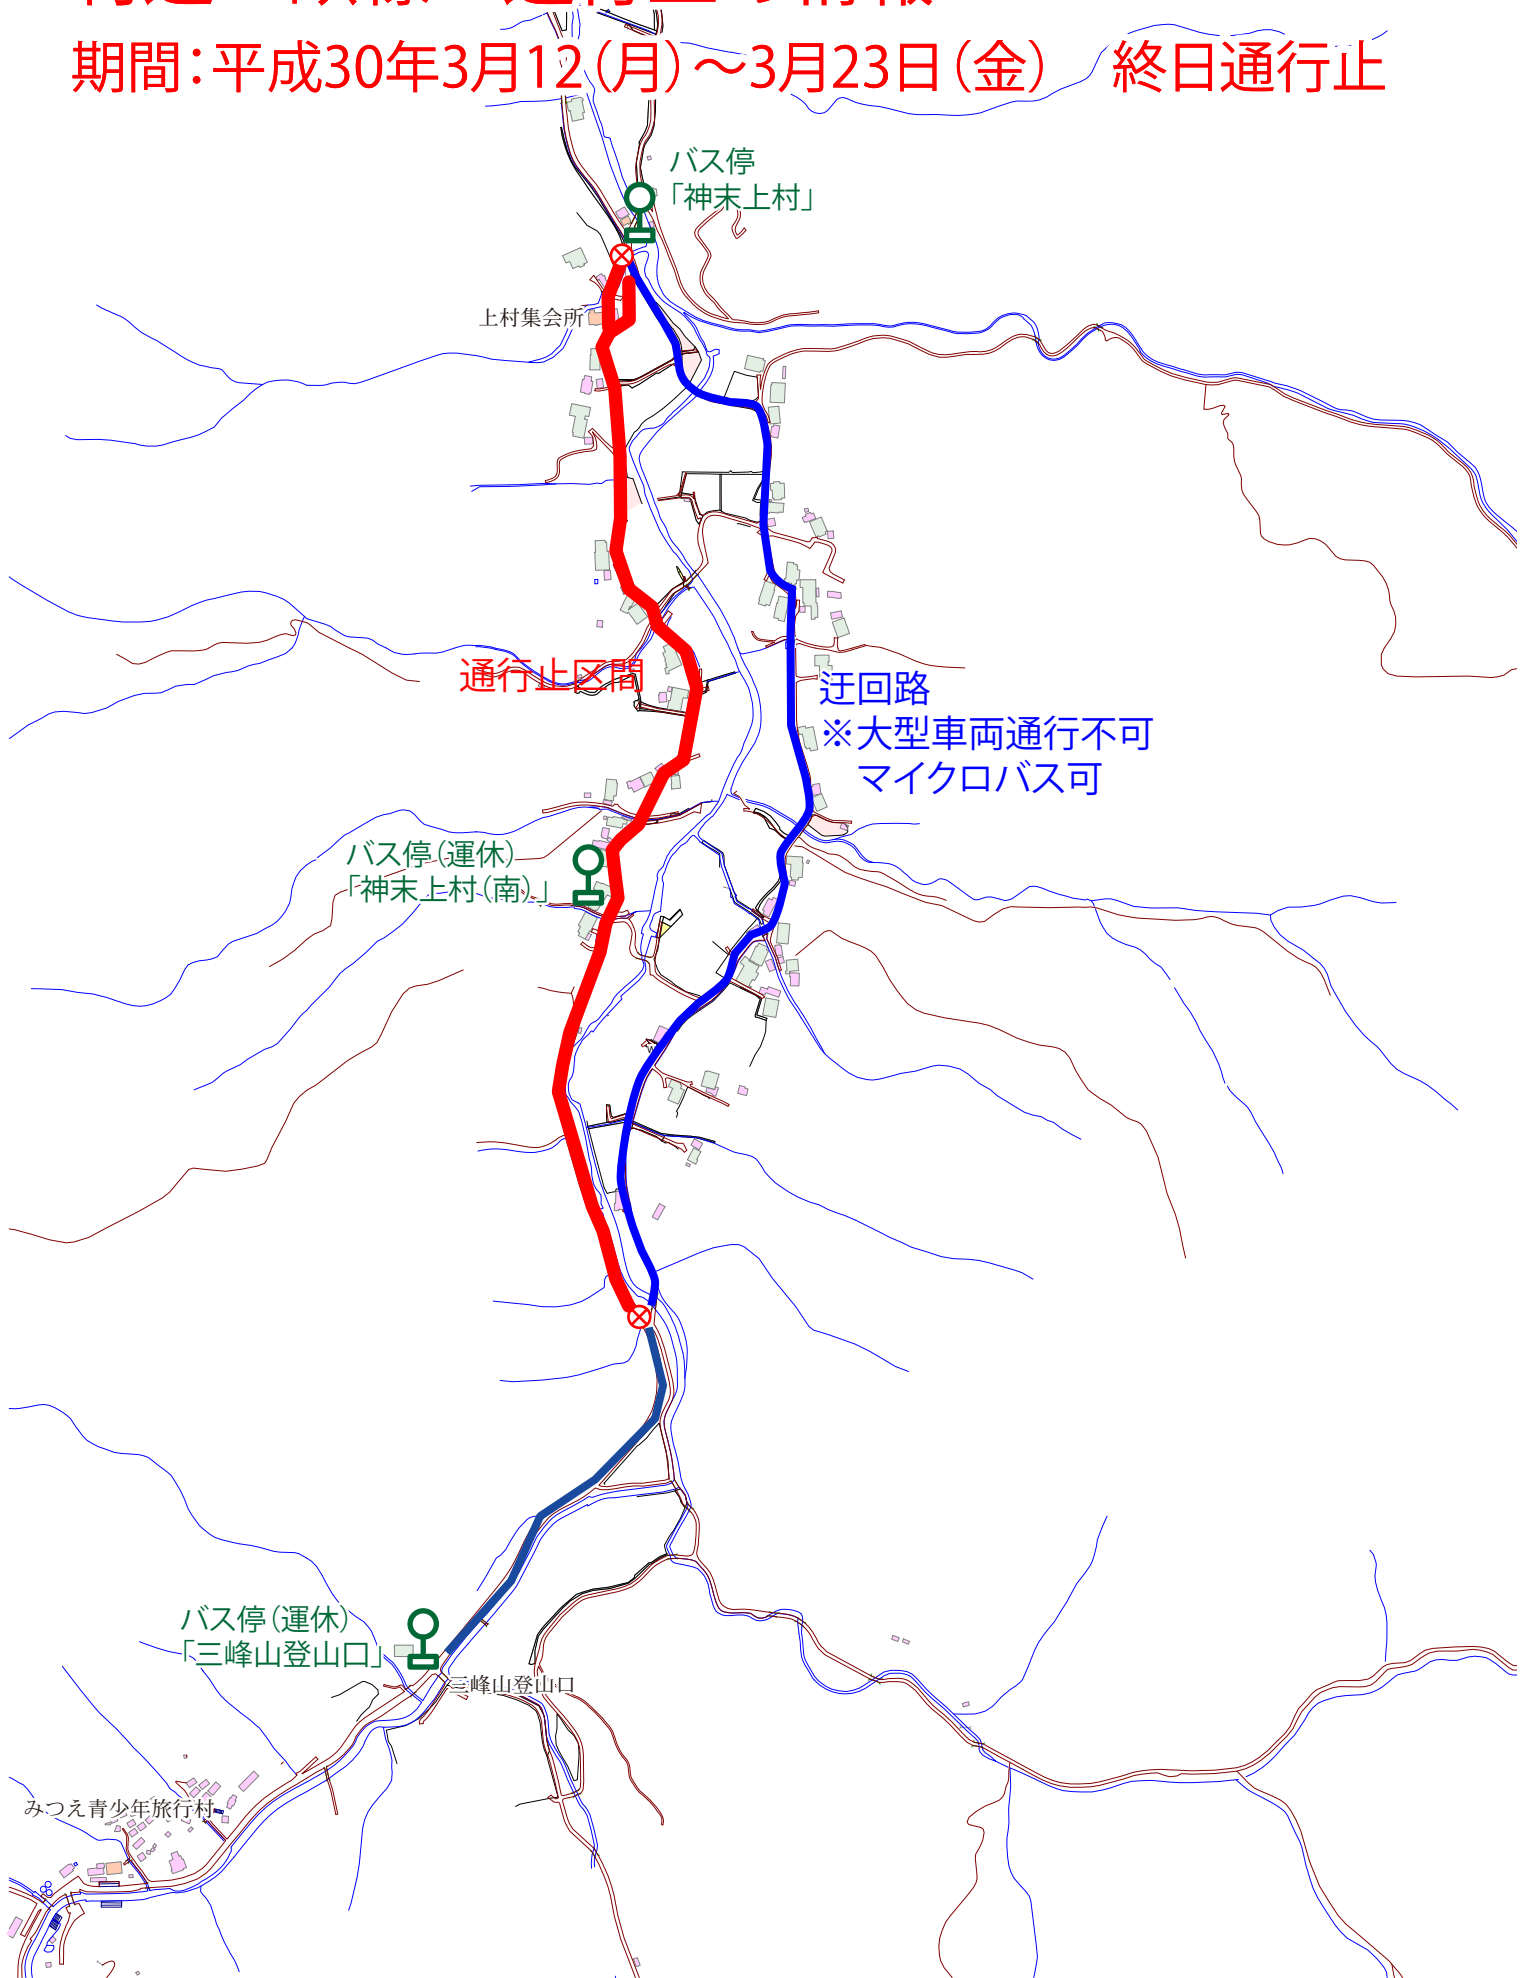 期間：平成30年3月12（月）～3月23日（金）　終日通行止
バス停
「神末上村」
上村集会所
通行止区間
迂回路
※大型車両通行不可
マイクロバス可
バス停（運休）
「神末上村（南）」
バス停（運休）
「三峰山登山口」
三峰山登山口
みつえ青少年旅行村